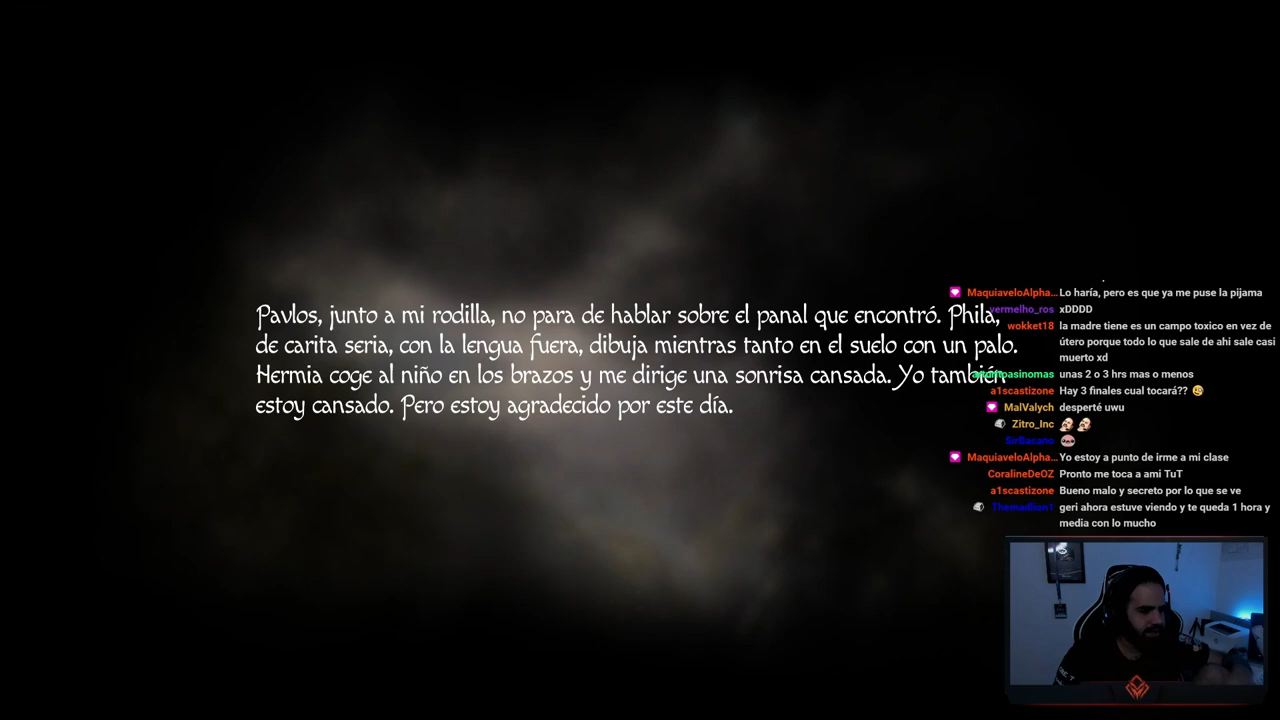 Pavlos, junto a mi rodilla, no para de hablar sobre el panal que encontró. Phila,
de carita seria, con la lengua fuera, dibuja mientras tanto en el suelo con un palo.
Hermia coge al niño en los brazos y me dirige una sonrisa cansada. Yo también
estoy cansado. Pero estoy agradecido por este día.
MaquiaveloAlpha... Lo haría, pero es que ya me puse la pijama
vermelho_ros xDDDD
wokket18 la madre tiene es un campo toxico en vez de
útero porque todo lo que sale de ahi sale casi
muerto xd
unas 2 o 3 hrs mas o menos
a1scastizone Hay 3 finales cual tocará??
MalValych desperté uwu
Zitro_Inc
SirBacano
MaquiaveloAlpha... Yo estoy a punto de irme a mi clase
CoralineDeOZ Pronto me toca a ami TuT
a1scastizone Bueno malo y secreto por lo que se ve
geri ahora estuve viendo y te queda 1 hora y
media con lo mucho